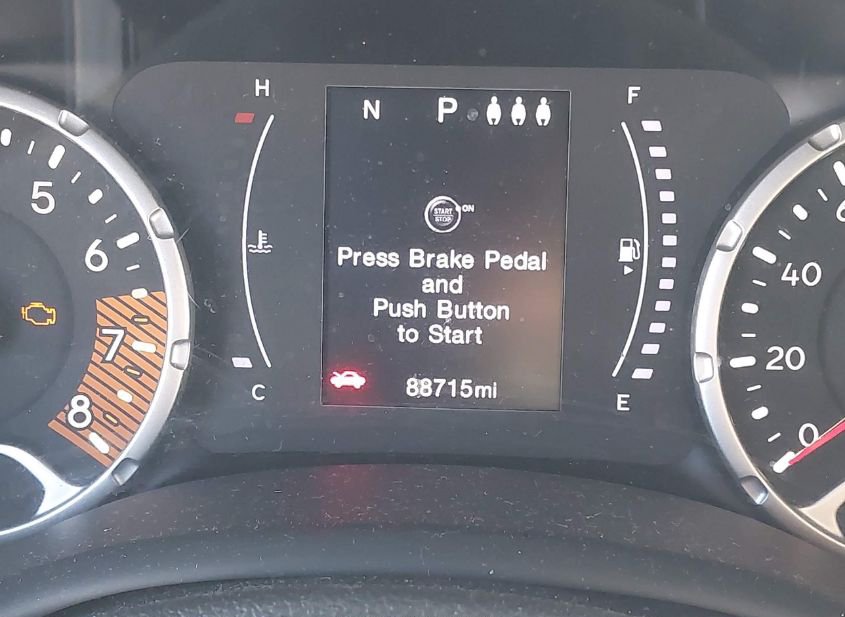 H
F
N P
5
6
7
8
START
STOP
ON
Press Brake Pedal
and
Push Button
to Start
88715mi
C
E
40
20
0